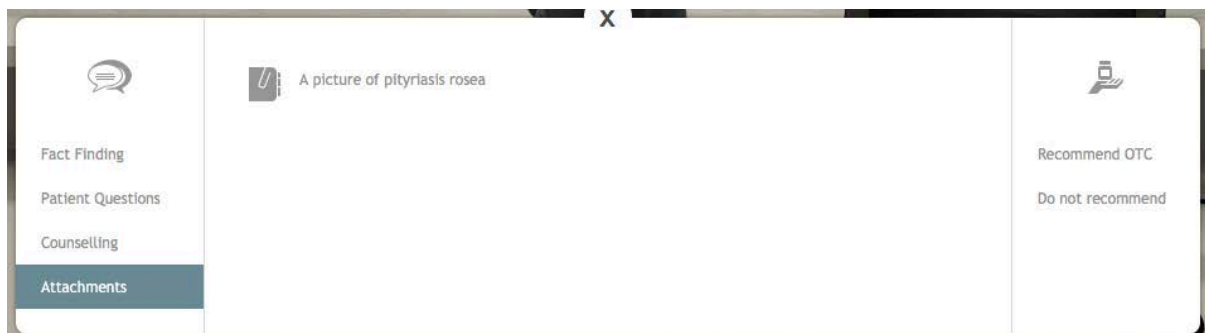 X
Fact Finding
Patient Questions
Counselling
Attachments
A picture of pityriasis rosea
Recommend OTC
Do not recommend